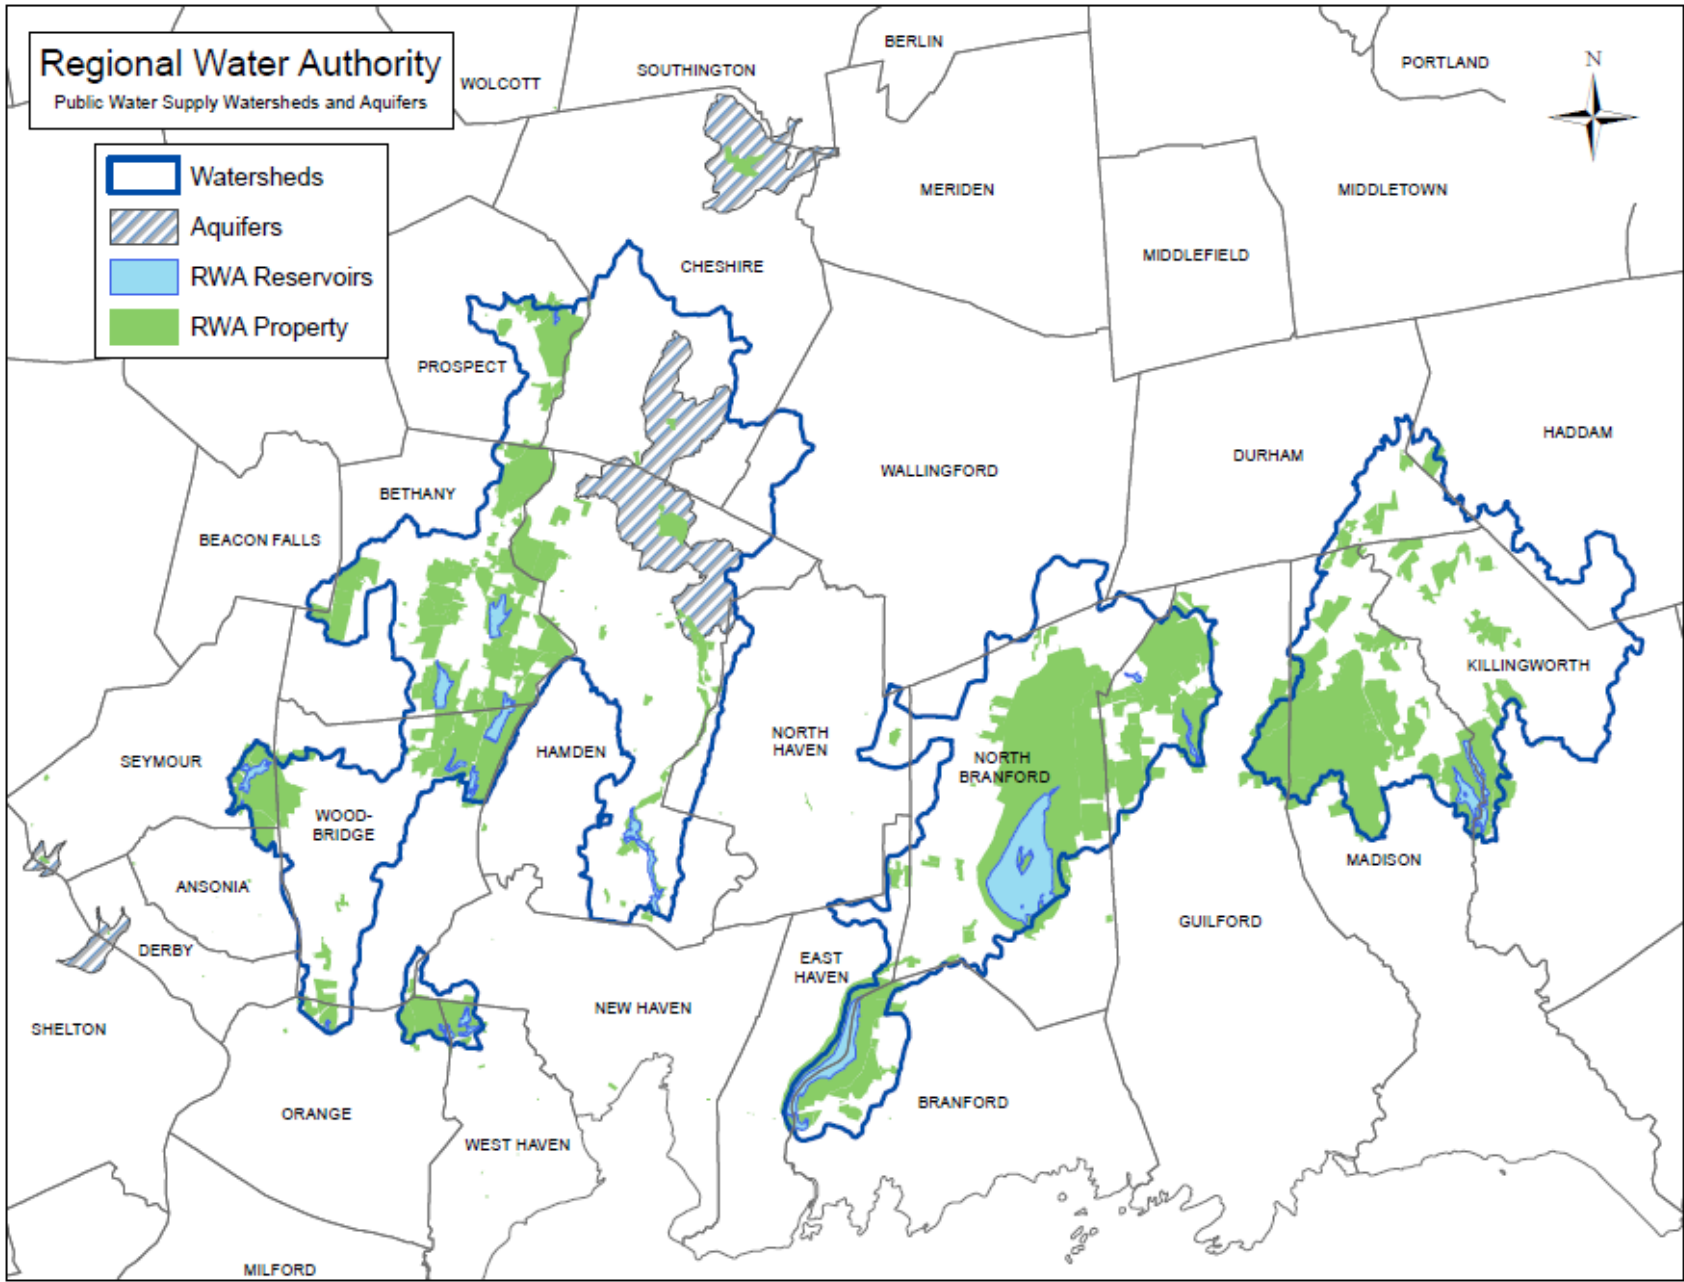 Regional Water Authority
Public Water Supply Watersheds and Aquifers
Watersheds
Aquifers
RWA Reservoirs
RWA Property
N
BERLIN
PORTLAND
SOUTHINGTON
WOLCOTT
MERIDEN
MIDDLETOWN
MIDDLEFIELD
CHESHIRE
PROSPECT
HADDAM
DURHAM
WALLINGFORD
BETHANY
BEACON FALLS
KILLINGWORTH
NORTH
HAVEN
HAMDEN
SEYMOUR
NORTH
BRANFORD
WOOD-
BRIDGE
MADISON
ANSONIA
GUILFORD
DERBY
EAST
HAVEN
NEW HAVEN
SHELTON
BRANFORD
ORANGE
WEST HAVEN
MILFORD